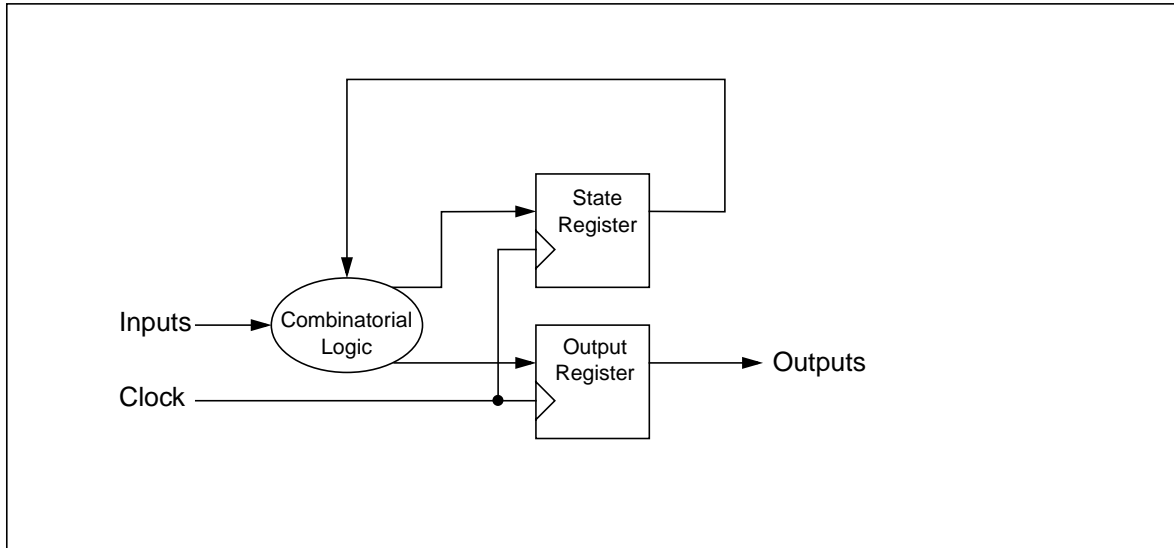 State
Register
Inputs
Combinatorial
Logic
Output
Register
Outputs
Clock